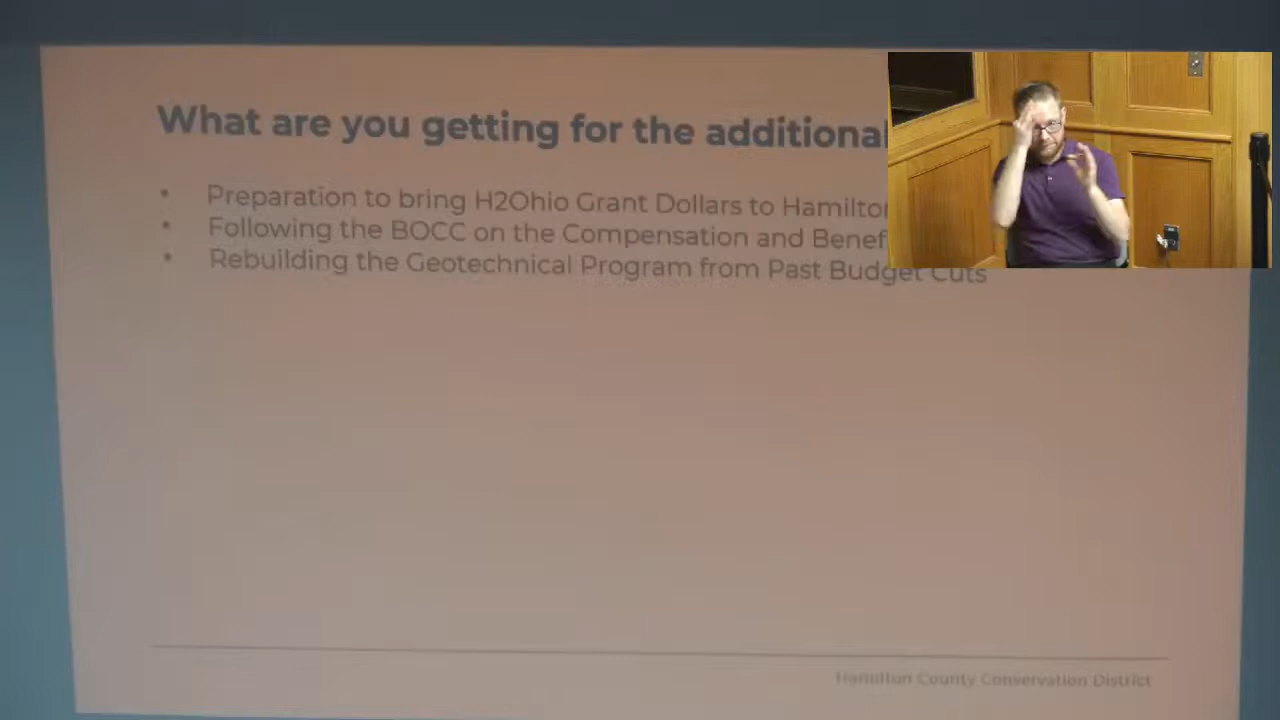 What are you getting for the additional
• Preparation to bring H2Ohio Grant Dollars to Hamilton
• Following the BOCC on the Compensation and Benef
• Rebuilding the Geotechnical Program from Past Budget Cuts
Hamilton County Conservation District